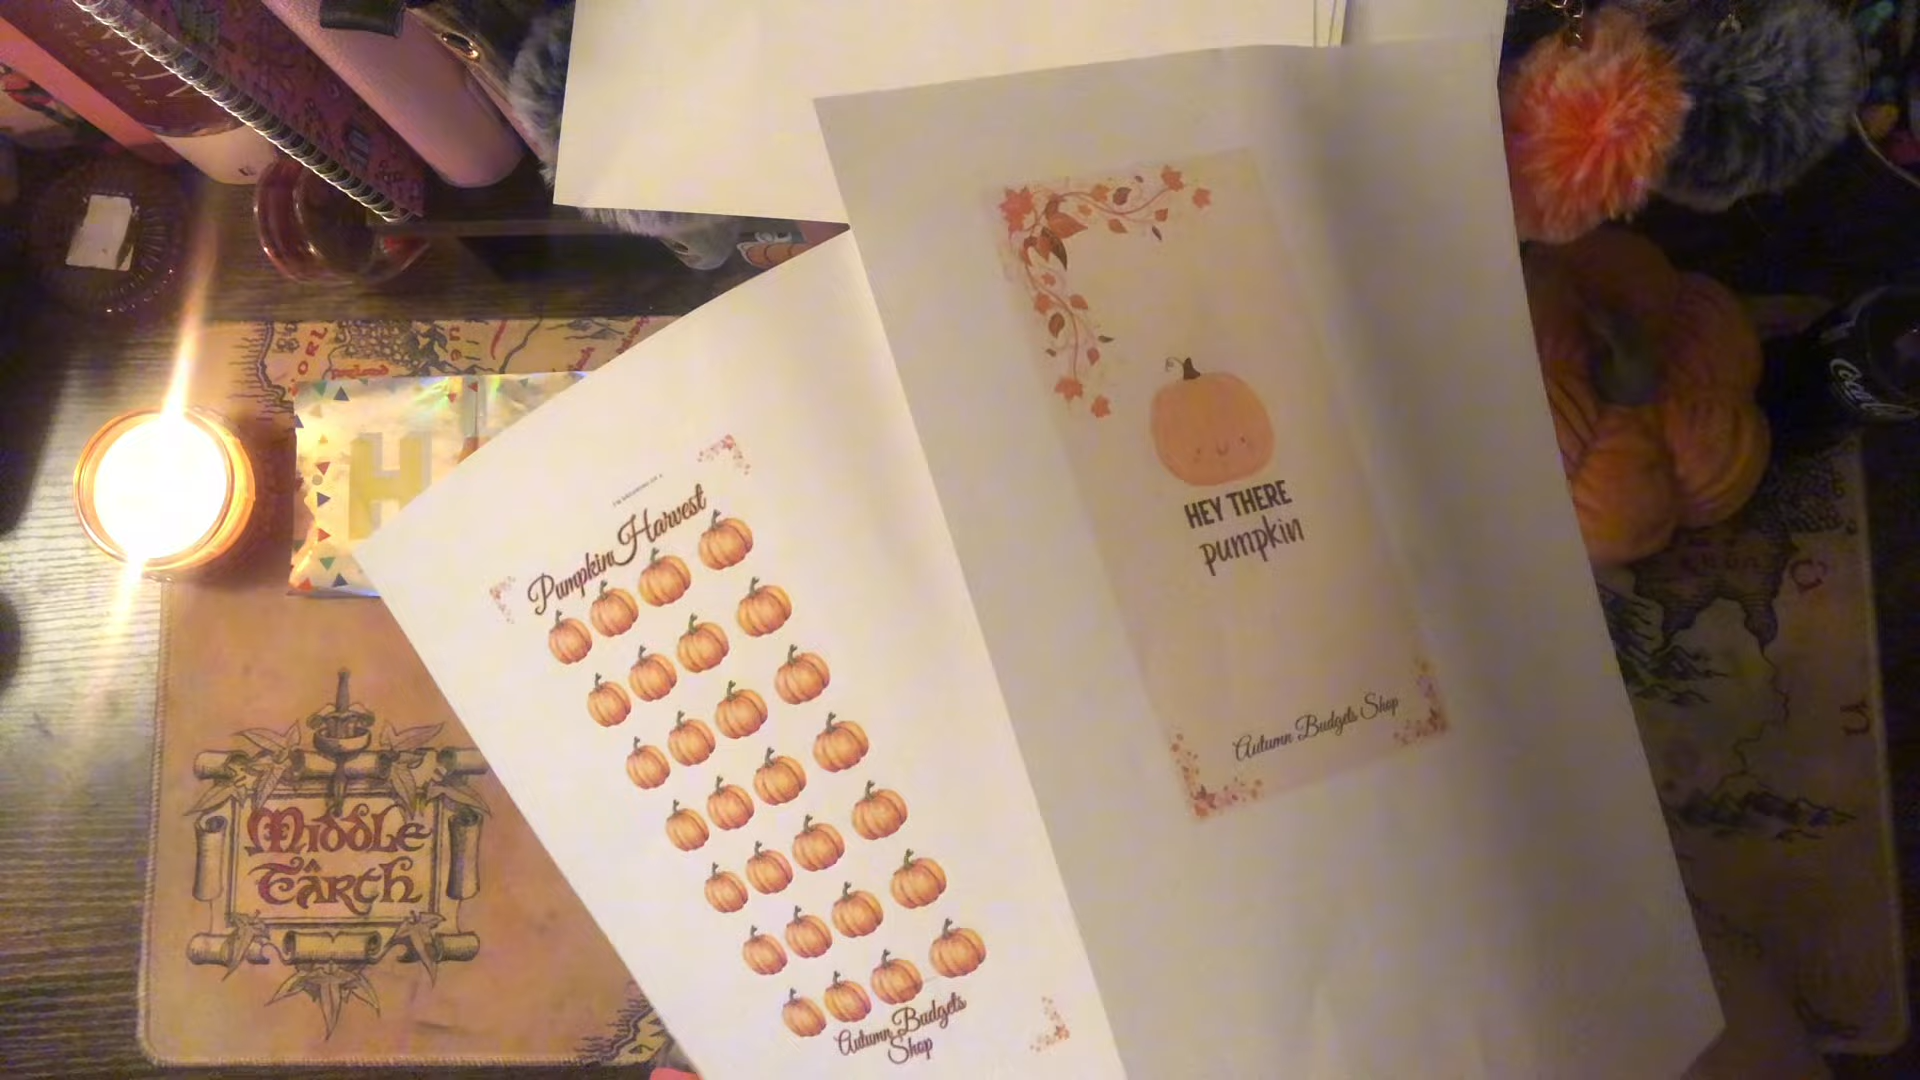 H
Pumpkin Harvest
Autumn Budgets
Shop
HEY THERE
pumpkin
Autumn Budgets Shop
MIDDLE
EARTH